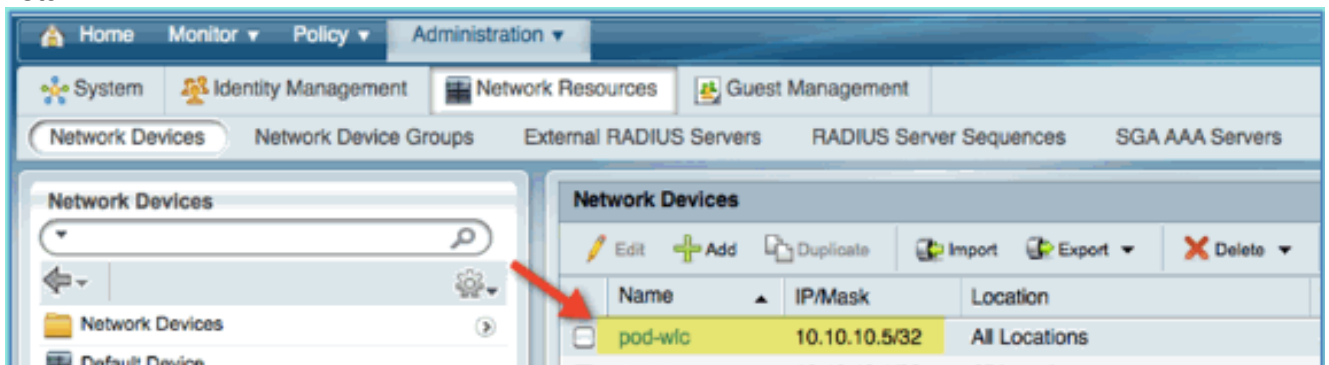 Home Monitor Policy Administration
System Identity Management Network Resources Guest Management
Network Devices Network Device Groups External RADIUS Servers RADIUS Server Sequences SGA AAA Servers
Network Devices
Network Devices
Default Device
Network Devices
Edit Add Duplicate Import Export Delete
Name IP/Mask Location
pod-wlc 10.10.10.5/32 All Locations